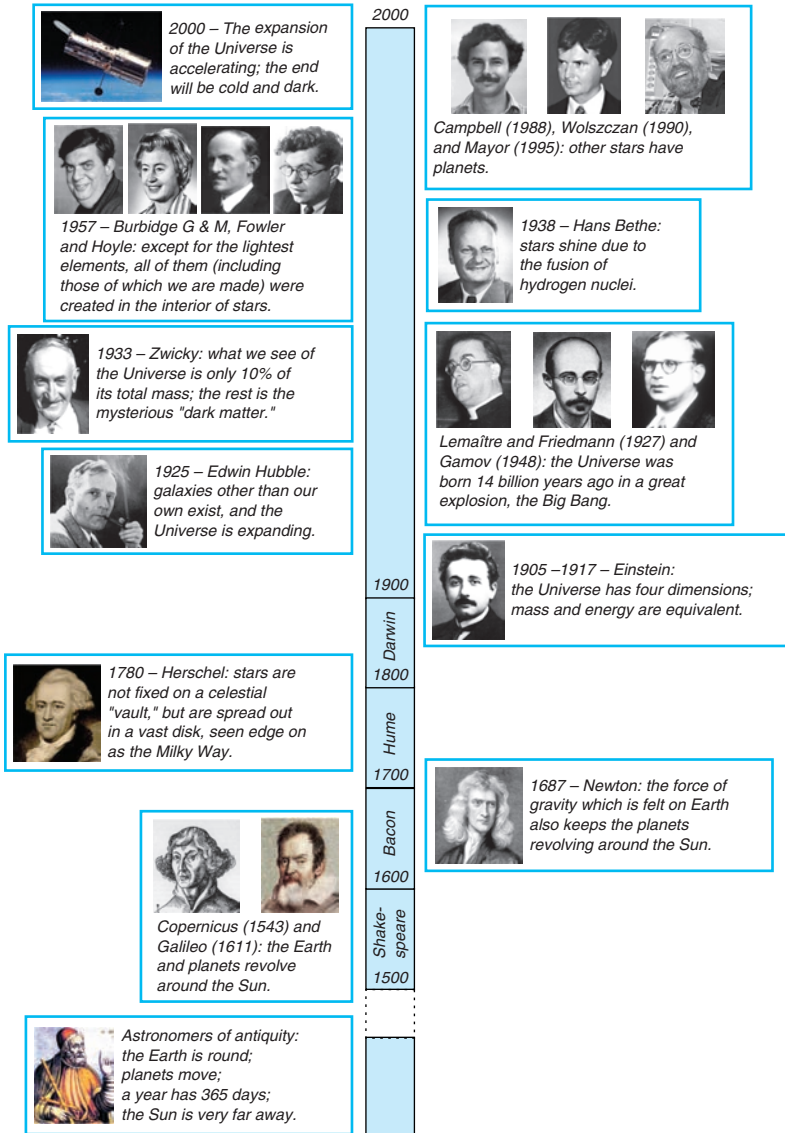 2000
2000 – The expansion
of the Universe is
accelerating; the end
will be cold and dark.
Campbell (1988), Wolszczan (1990),
and Mayor (1995): other stars have
planets.
1957 – Burbidge G & M, Fowler
and Hoyle: except for the lightest
elements, all of them (including
those of which we are made) were
created in the interior of stars.
1938 – Hans Bethe:
stars shine due to
the fusion of
hydrogen nuclei.
1933 – Zwicky: what we see of
the Universe is only 10% of
its total mass; the rest is the
mysterious "dark matter."
Lemaître and Friedmann (1927) and
Gamov (1948): the Universe was
born 14 billion years ago in a great
explosion, the Big Bang.
1925 – Edwin Hubble:
galaxies other than our
own exist, and the
Universe is expanding.
1905 –1917 – Einstein:
the Universe has four dimensions;
mass and energy are equivalent.
1900
Darwin
1800
1780 – Herschel: stars are
not fixed on a celestial
"vault," but are spread out
in a vast disk, seen edge on
as the Milky Way.
Hume
1700
1687 – Newton: the force of
gravity which is felt on Earth
also keeps the planets
revolving around the Sun.
Bacon
1600
Copernicus (1543) and
Galileo (1611): the Earth
and planets revolve
around the Sun.
Shake-
speare
1500
Astronomers of antiquity:
the Earth is round;
planets move;
a year has 365 days;
the Sun is very far away.